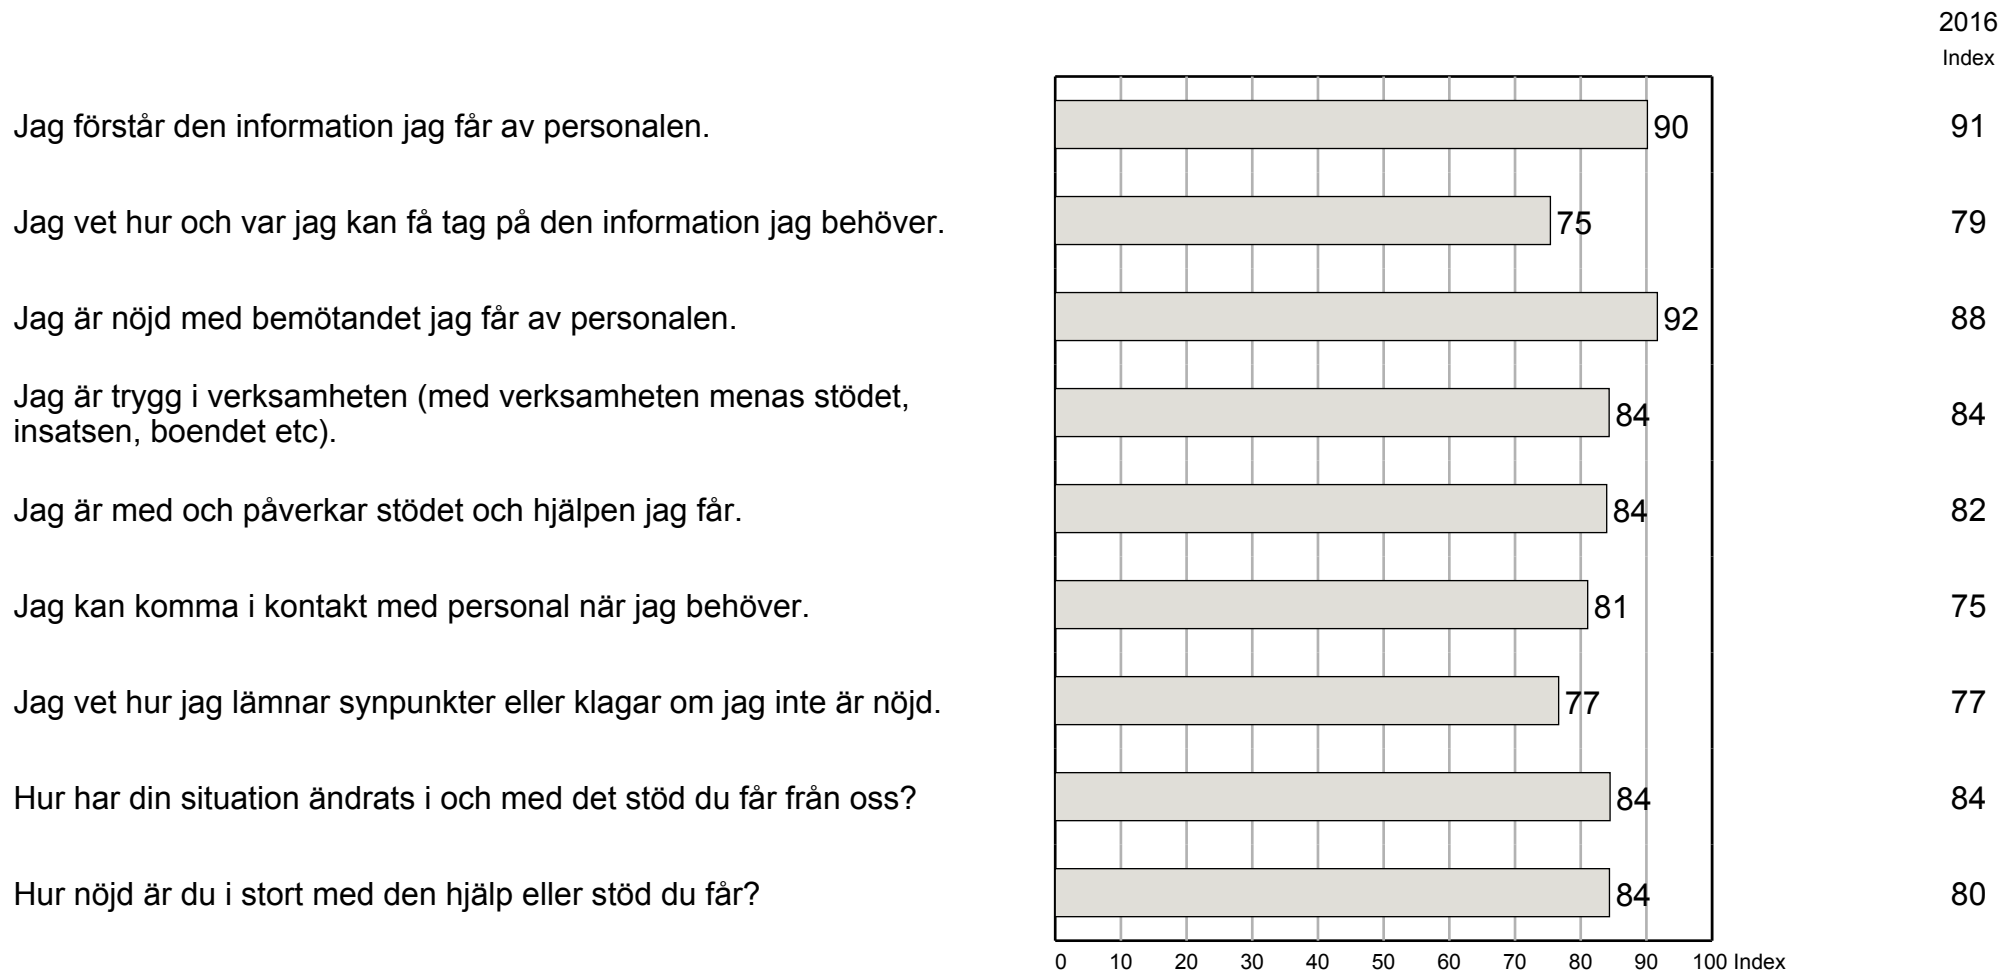 2016
Index
Jag förstår den information jag får av personalen. 90 91
Jag vet hur och var jag kan få tag på den information jag behöver. 75 79
Jag är nöjd med bemötandet jag får av personalen. 92 88
Jag är trygg i verksamheten (med verksamheten menas stödet,
insatsen, boendet etc). 84 84
Jag är med och påverkar stödet och hjälpen jag får. 84 82
Jag kan komma i kontakt med personal när jag behöver. 81 75
Jag vet hur jag lämnar synpunkter eller klagar om jag inte är nöjd. 77 77
Hur har din situation ändrats i och med det stöd du får från oss? 84 84
Hur nöjd är du i stort med den hjälp eller stöd du får? 84 80
0 10 20 30 40 50 60 70 80 90 100 Index